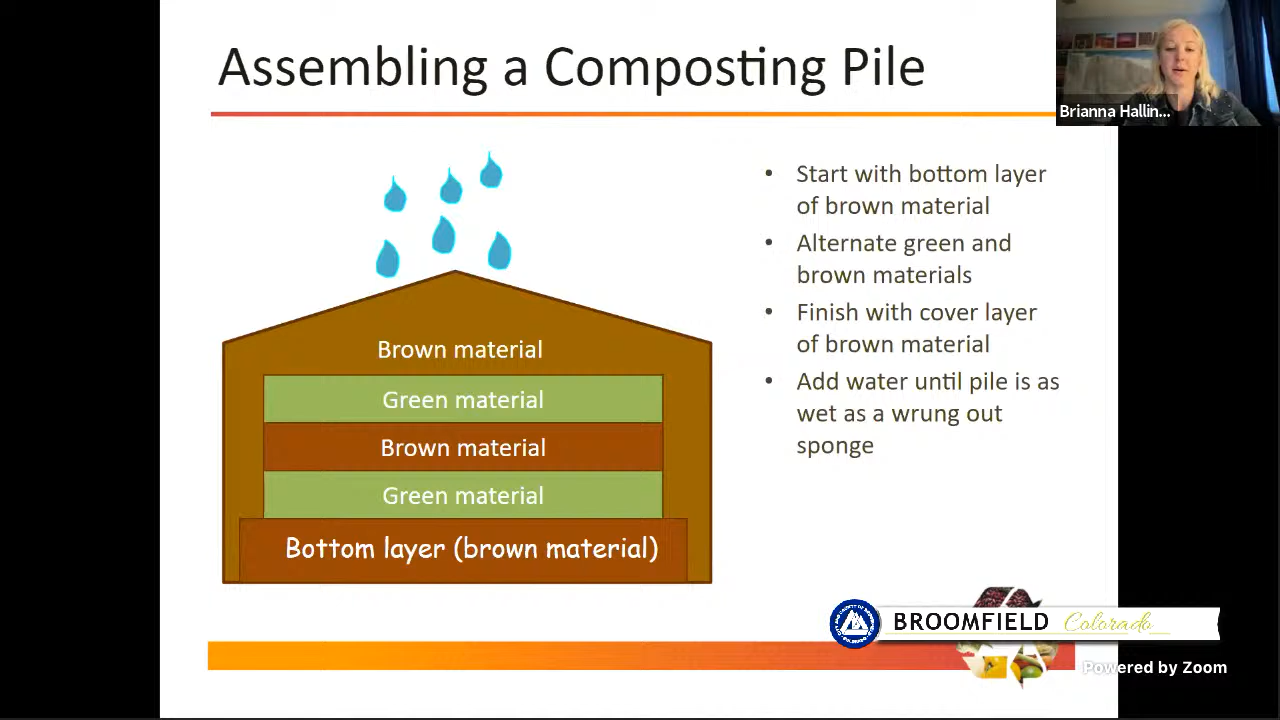 Assembling a Composting Pile
Brianna Hallin...
Start with bottom layer
of brown material
Alternate green and
brown materials
Finish with cover layer
of brown material
Add water until pile is as
wet as a wrung out
sponge
Brown material
Green material
Brown material
Green material
Bottom layer (brown material)
BROOMFIELD Colorado
Powered by Zoom